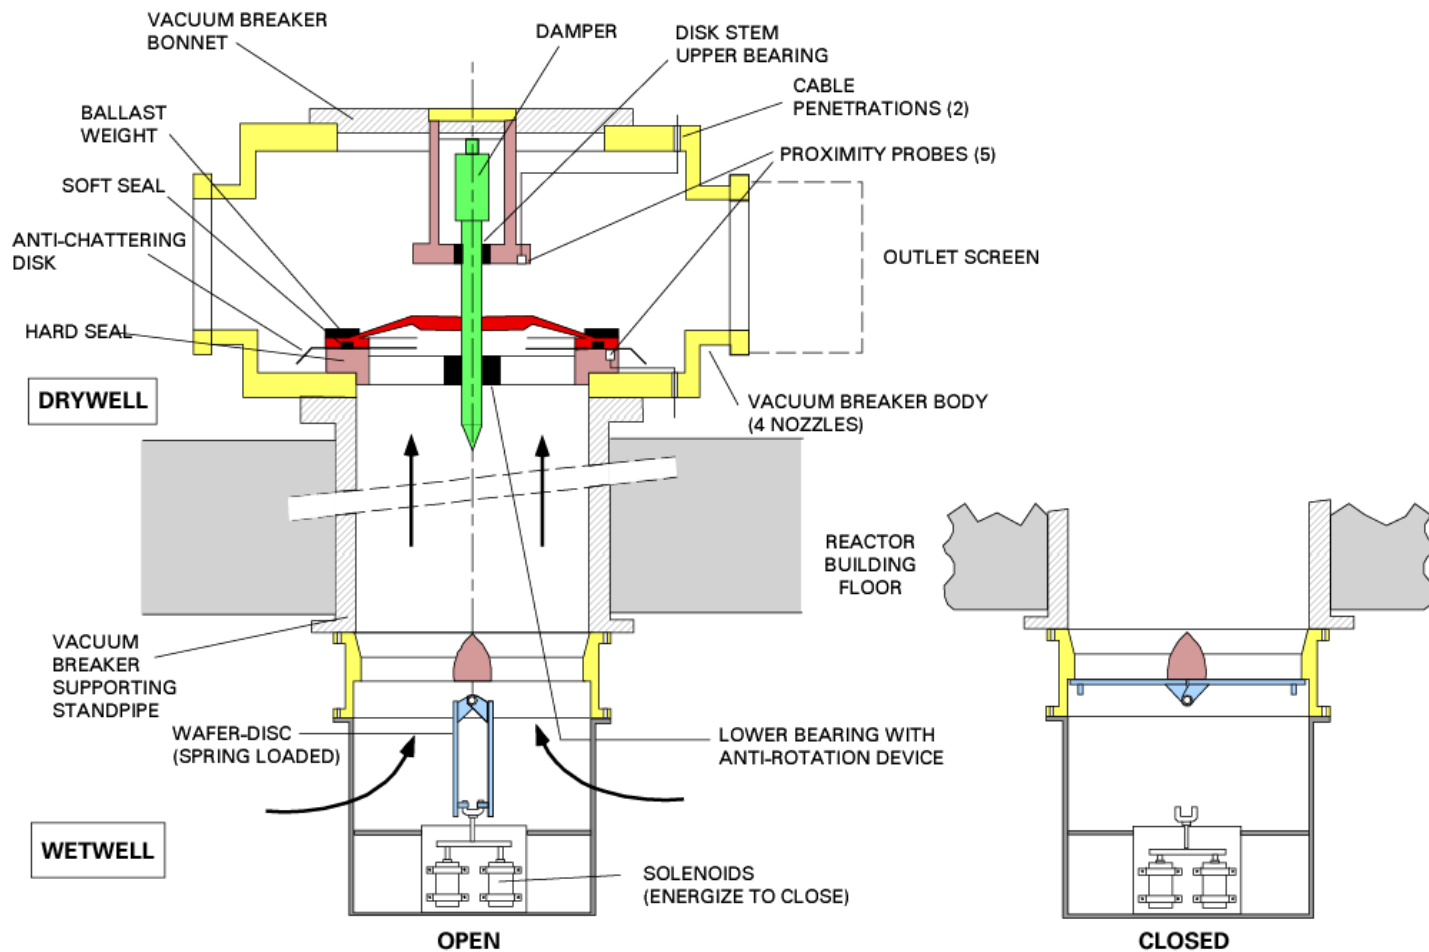 VACUUM BREAKER
BONNET
DAMPER
DISK STEM
UPPER BEARING
CABLE
PENETRATIONS (2)
BALLAST
WEIGHT
PROXIMITY PROBES (5)
SOFT SEAL
ANTI-CHATTERING
DISK
OUTLET SCREEN
HARD SEAL
DRYWELL
VACUUM BREAKER BODY
(4 NOZZLES)
REACTOR
BUILDING
FLOOR
VACUUM
BREAKER
SUPPORTING
STANDPIPE
WAFER-DISC
(SPRING LOADED)
LOWER BEARING WITH
ANTI-ROTATION DEVICE
WETWELL
SOLENOIDS
(ENERGIZE TO CLOSE)
OPEN
CLOSED